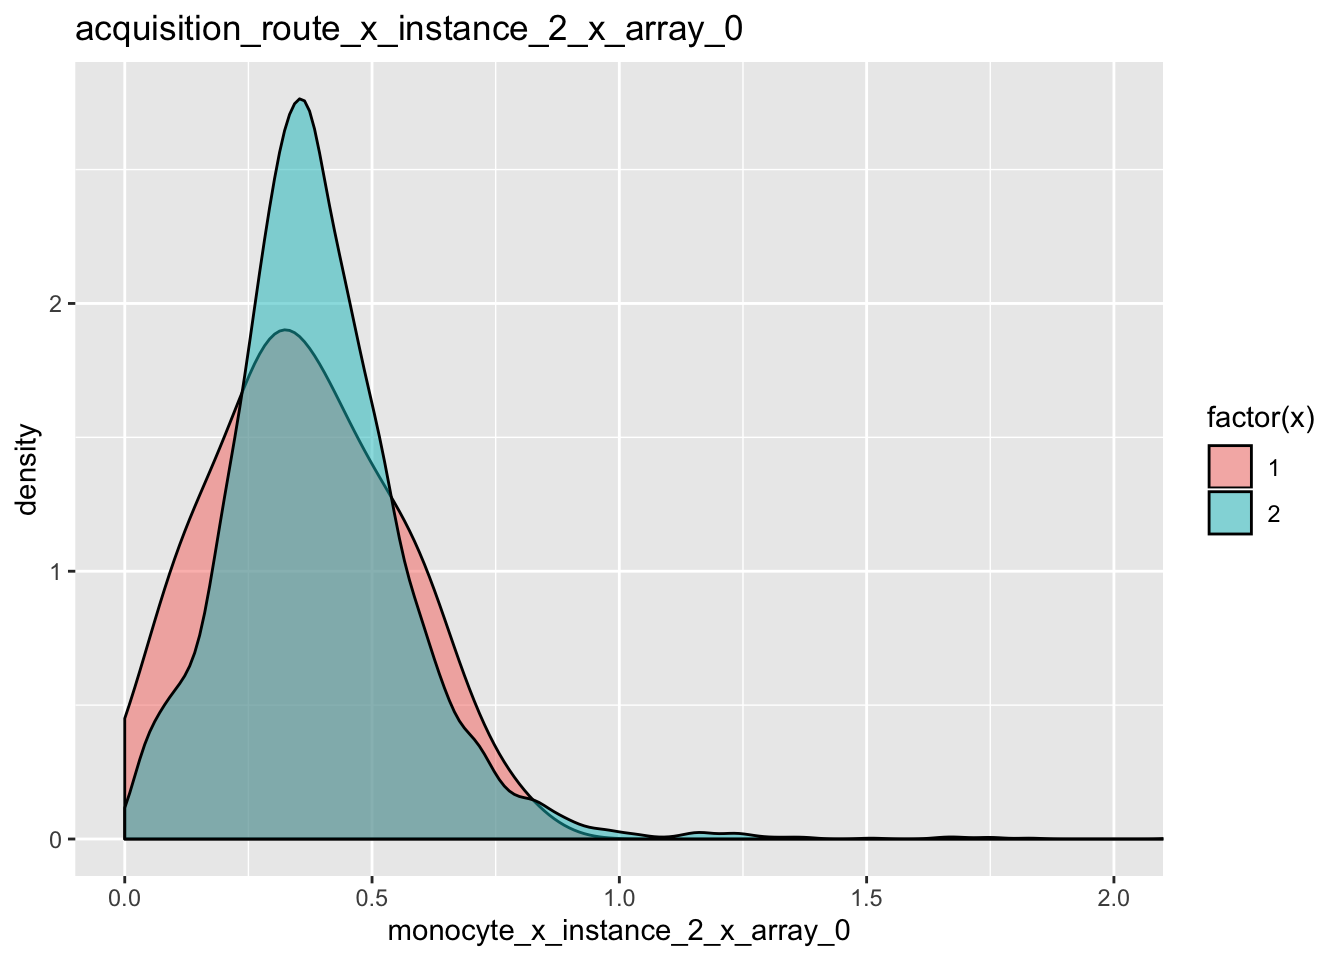 acquisition_route_x_instance_2_x_array_0
density
2
1
0
0.0
0.5
1.0
1.5
2.0
monocyte_x_instance_2_x_array_0
factor(x)
1
2